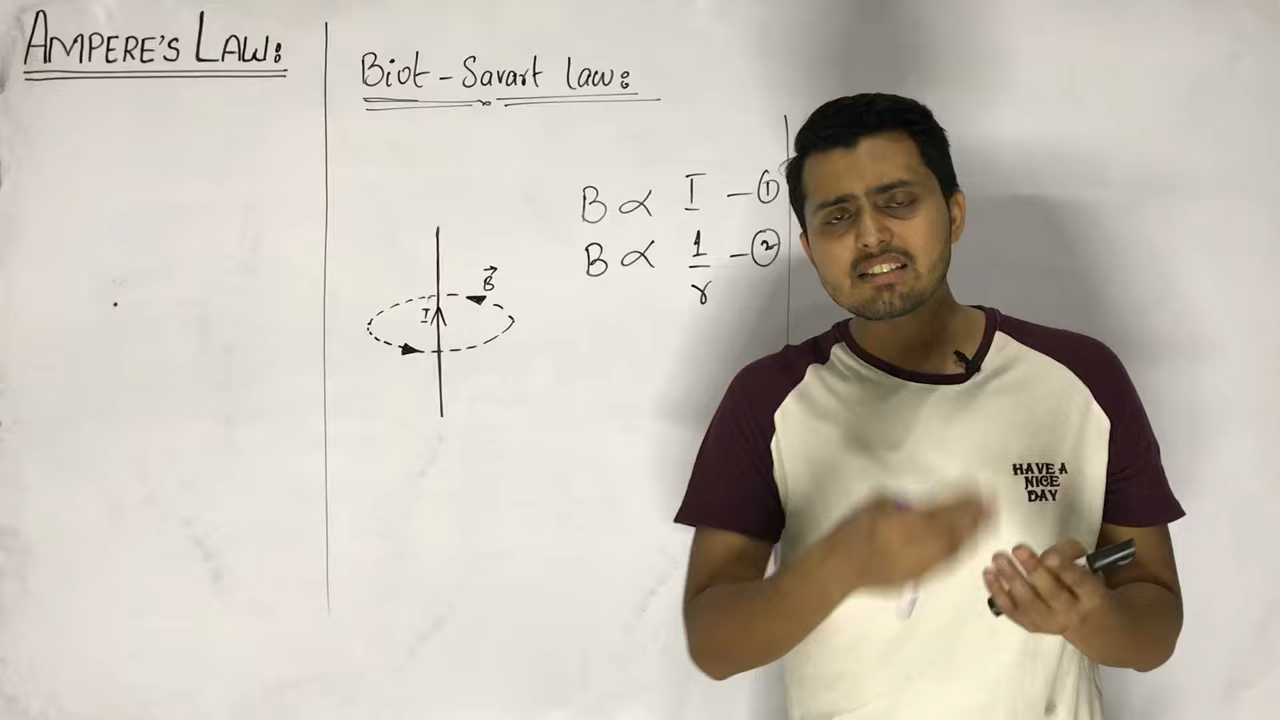 AMPERE'S LAW:
Biot - Savart law:
B ∝ I — ①
B ∝ 1/r — ②
B⃗
I
HAVE A
NICE
DAY